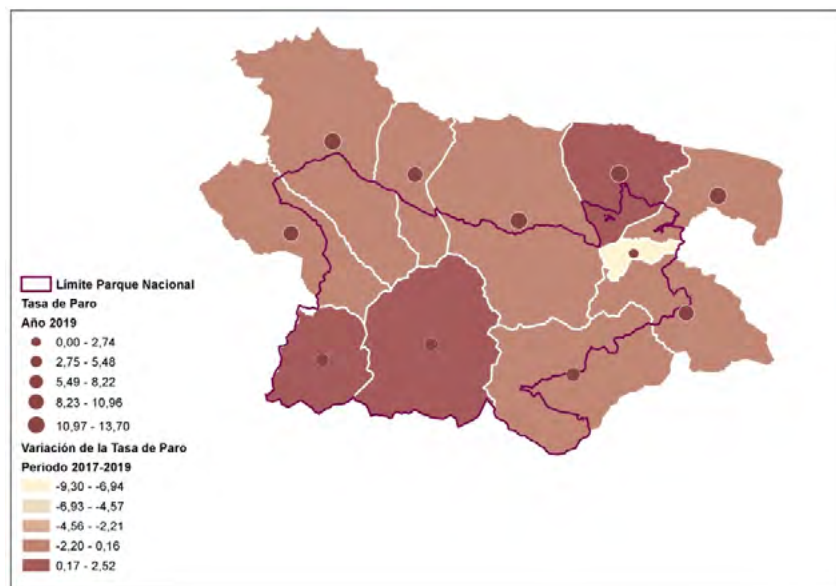 Límite Parque Nacional
Tasa de Paro
Año 2019
0,00 - 2,74
2,75 - 5,48
5,49 - 8,22
8,23 - 10,96
10,97 - 13,70
Variación de la Tasa de Paro
Periodo 2017-2019
-9,30 - -6,94
-6,93 - -4,57
-4,56 - -2,21
-2,20 - 0,16
0,17 - 2,52